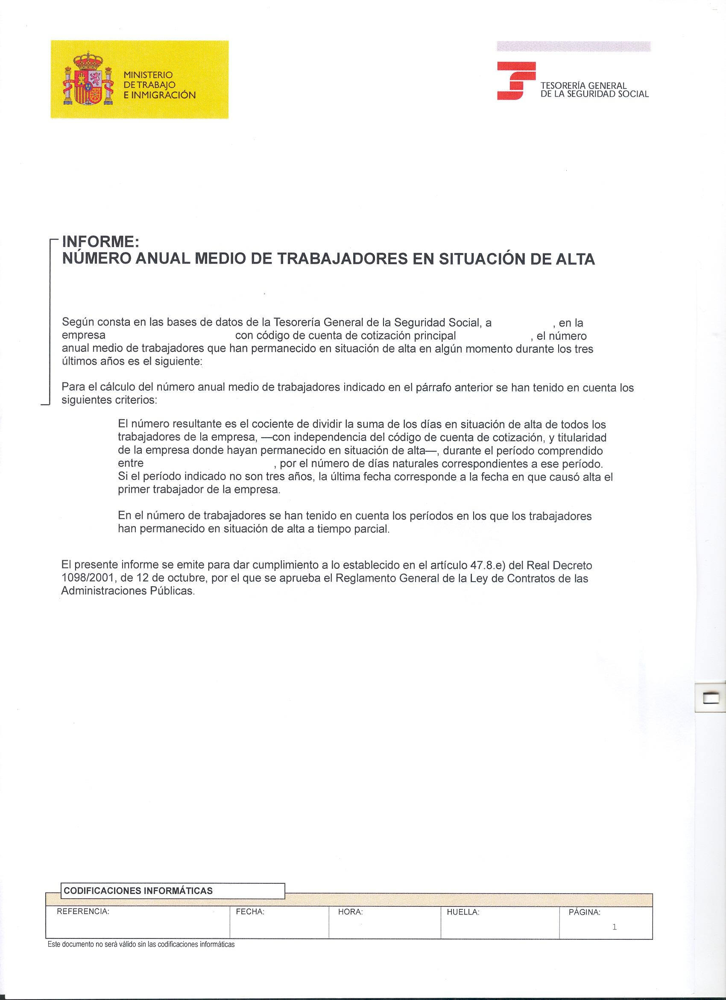 MINISTERIO
DE TRABAJO
E INMIGRACIÓN
TESORERÍA GENERAL
DE LA SEGURIDAD SOCIAL
INFORME:
NÚMERO ANUAL MEDIO DE TRABAJADORES EN SITUACIÓN DE ALTA
Según consta en las bases de datos de la Tesorería General de la Seguridad Social, a , en la
empresa con código de cuenta de cotización principal , el número
anual medio de trabajadores que han permanecido en situación de alta en algún momento durante los tres
últimos años es el siguiente:
Para el cálculo del número anual medio de trabajadores indicado en el párrafo anterior se han tenido en cuenta los
siguientes criterios:
El número resultante es el cociente de dividir la suma de los días en situación de alta de todos los
trabajadores de la empresa, —con independencia del código de cuenta de cotización, y titularidad
de la empresa donde hayan permanecido en situación de alta—, durante el período comprendido
entre , por el número de días naturales correspondientes a ese período.
Si el período indicado no son tres años, la última fecha corresponde a la fecha en que causó alta el
primer trabajador de la empresa.
En el número de trabajadores se han tenido en cuenta los períodos en los que los trabajadores
han permanecido en situación de alta a tiempo parcial.
El presente informe se emite para dar cumplimiento a lo establecido en el artículo 47.8.e) del Real Decreto
1098/2001, de 12 de octubre, por el que se aprueba el Reglamento General de la Ley de Contratos de las
Administraciones Públicas.
CODIFICACIONES INFORMÁTICAS
REFERENCIA: FECHA: HORA: HUELLA: PÁGINA:
1
Este documento no será válido sin las codificaciones informáticas